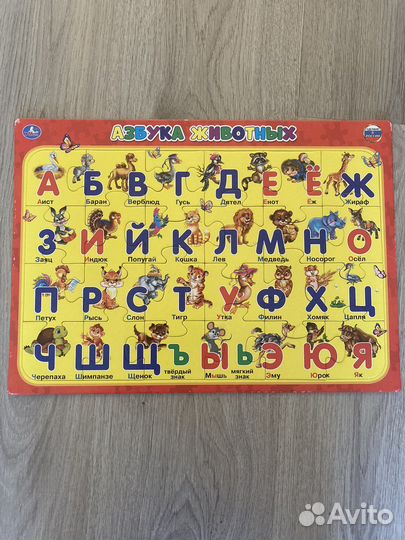 АЗБУКА ЖИВОТНЫХ
А Б В Г Д Е Ё Ж
Аист Баран Верблюд Гусь Дятел Енот Ёж Жираф
З И Й К Л М Н О
Заяц Индюк Попугай Кошка Лев Медведь Носорог Осёл
П Р С Т У Ф Х Ц
Петух Рысь Слон Тигр Утка Филин Хомяк Цапля
Ч Ш Щ Ъ Ы Ь Э Ю Я
Черепаха Шимпанзе Щенок твёрдый знак Мышь мягкий знак Эму Юрок Як
Avito